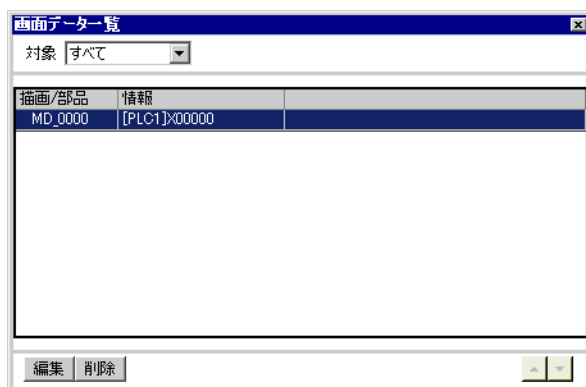 画面データ一覧
対象 すべて
描画/部品 情報
MD_0000 [PLC1]X00000
編集 削除